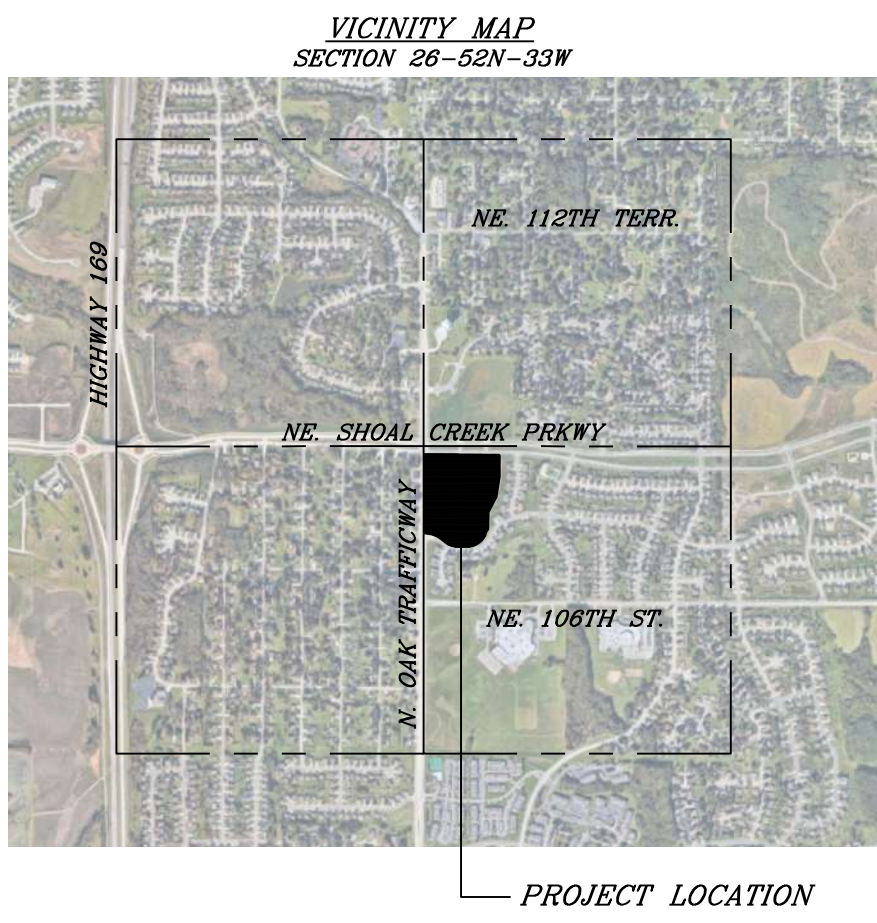 VICINITY MAP
SECTION 26-52N-33W
NE. 112TH TERR.
HIGHWAY 169
NE. SHOAL CREEK PRKWY
N. OAK TRAFFICWAY
NE. 106TH ST.
PROJECT LOCATION